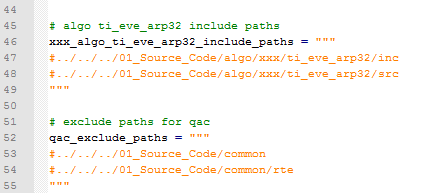 44
45 # algo ti_eve_arp32 include paths
46 xxx_algo_ti_eve_arp32_include_paths = """
47 #../../../01_Source_Code/algo/xxx/ti_eve_arp32/inc
48 #../../../01_Source_Code/algo/xxx/ti_eve_arp32/src
49 """
50
51 # exclude paths for qac
52 qac_exclude_paths = """
53 #../../../01_Source_Code/common
54 #../../../01_Source_Code/common/rte
55 """